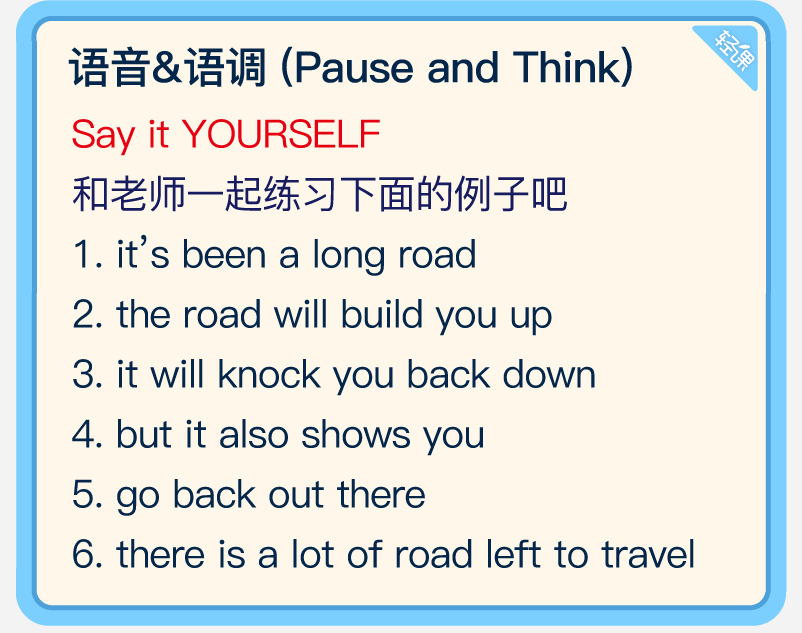 语音&语调 (Pause and Think)
轻课
Say it YOURSELF
和老师一起练习下面的例子吧
1. it’s been a long road
2. the road will build you up
3. it will knock you back down
4. but it also shows you
5. go back out there
6. there is a lot of road left to travel